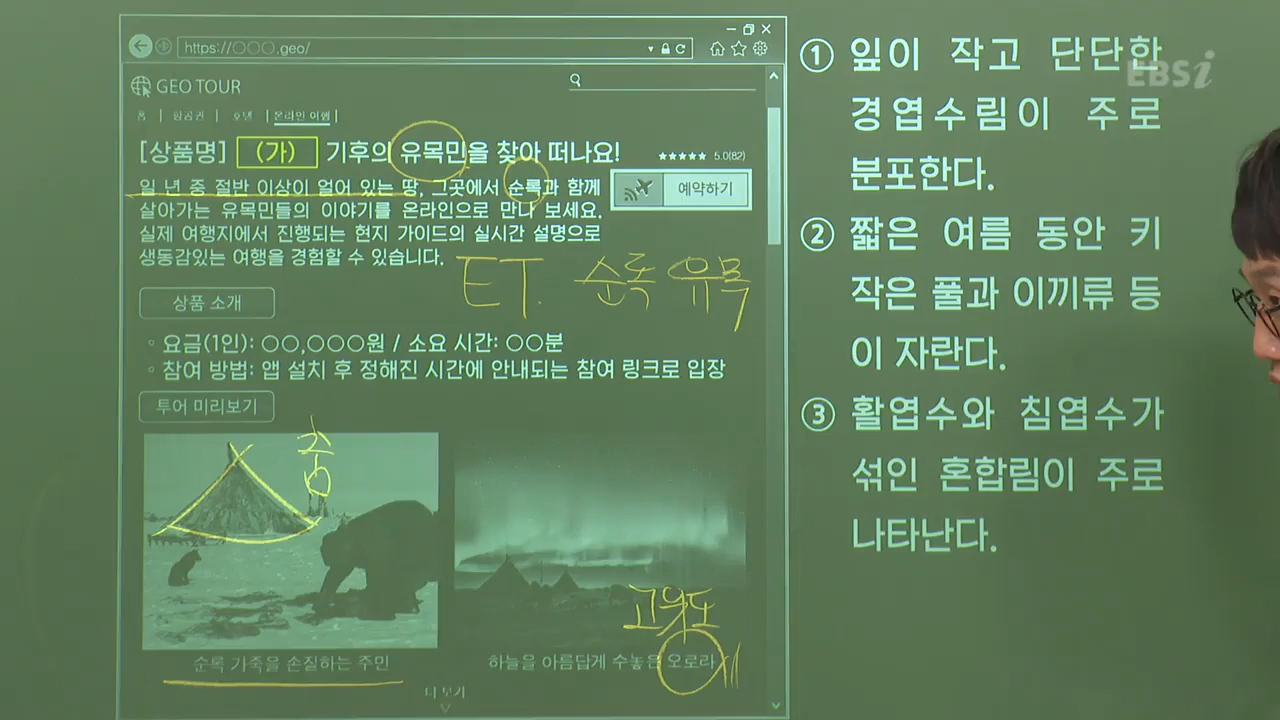 https://○○○.geo/
GEO TOUR
홈 | 항공권 | 호텔 | 온라인 여행 |
[상품명] (가) 기후의 유목민을 찾아 떠나요!
★★★★★ 5.0(82)
일 년 중 절반 이상이 얼어 있는 땅, 그곳에서 순록과 함께
살아가는 유목민들의 이야기를 온라인으로 만나 보세요.
실제 여행지에서 진행되는 현지 가이드의 실시간 설명으로
생동감있는 여행을 경험할 수 있습니다.
예약하기
ET. 순록 유목
상품 소개
◦ 요금(1인): ○○,○○○원 / 소요 시간: ○○분
◦ 참여 방법: 앱 설치 후 정해진 시간에 안내되는 참여 링크로 입장
투어 미리보기
춤
고위도
순록 가죽을 손질하는 주민
하늘을 아름답게 수놓은 오로라
더 보기
① 잎이 작고 단단한
경엽수림이 주로
분포한다.
② 짧은 여름 동안 키
작은 풀과 이끼류 등
이 자란다.
③ 활엽수와 침엽수가
섞인 혼합림이 주로
나타난다.
EBSi